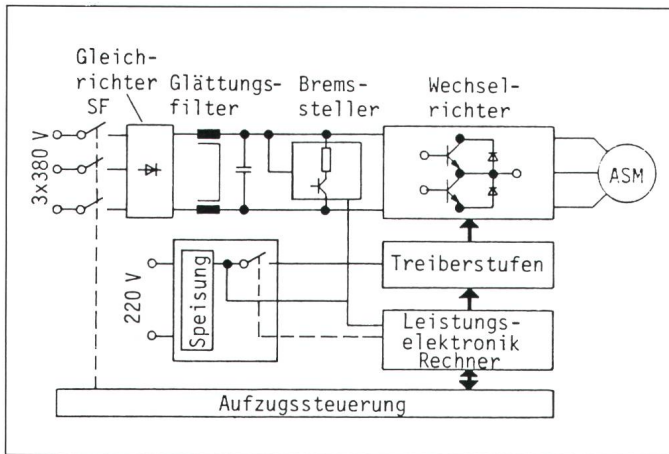 Gleich-
richter
SF
Glättungs-
filter
Brems-
steller
Wechsel-
richter
3x380 V
ASM
220 V
Speisung
Treiberstufen
Leistungs-
elektronik
Rechner
Aufzugssteuerung